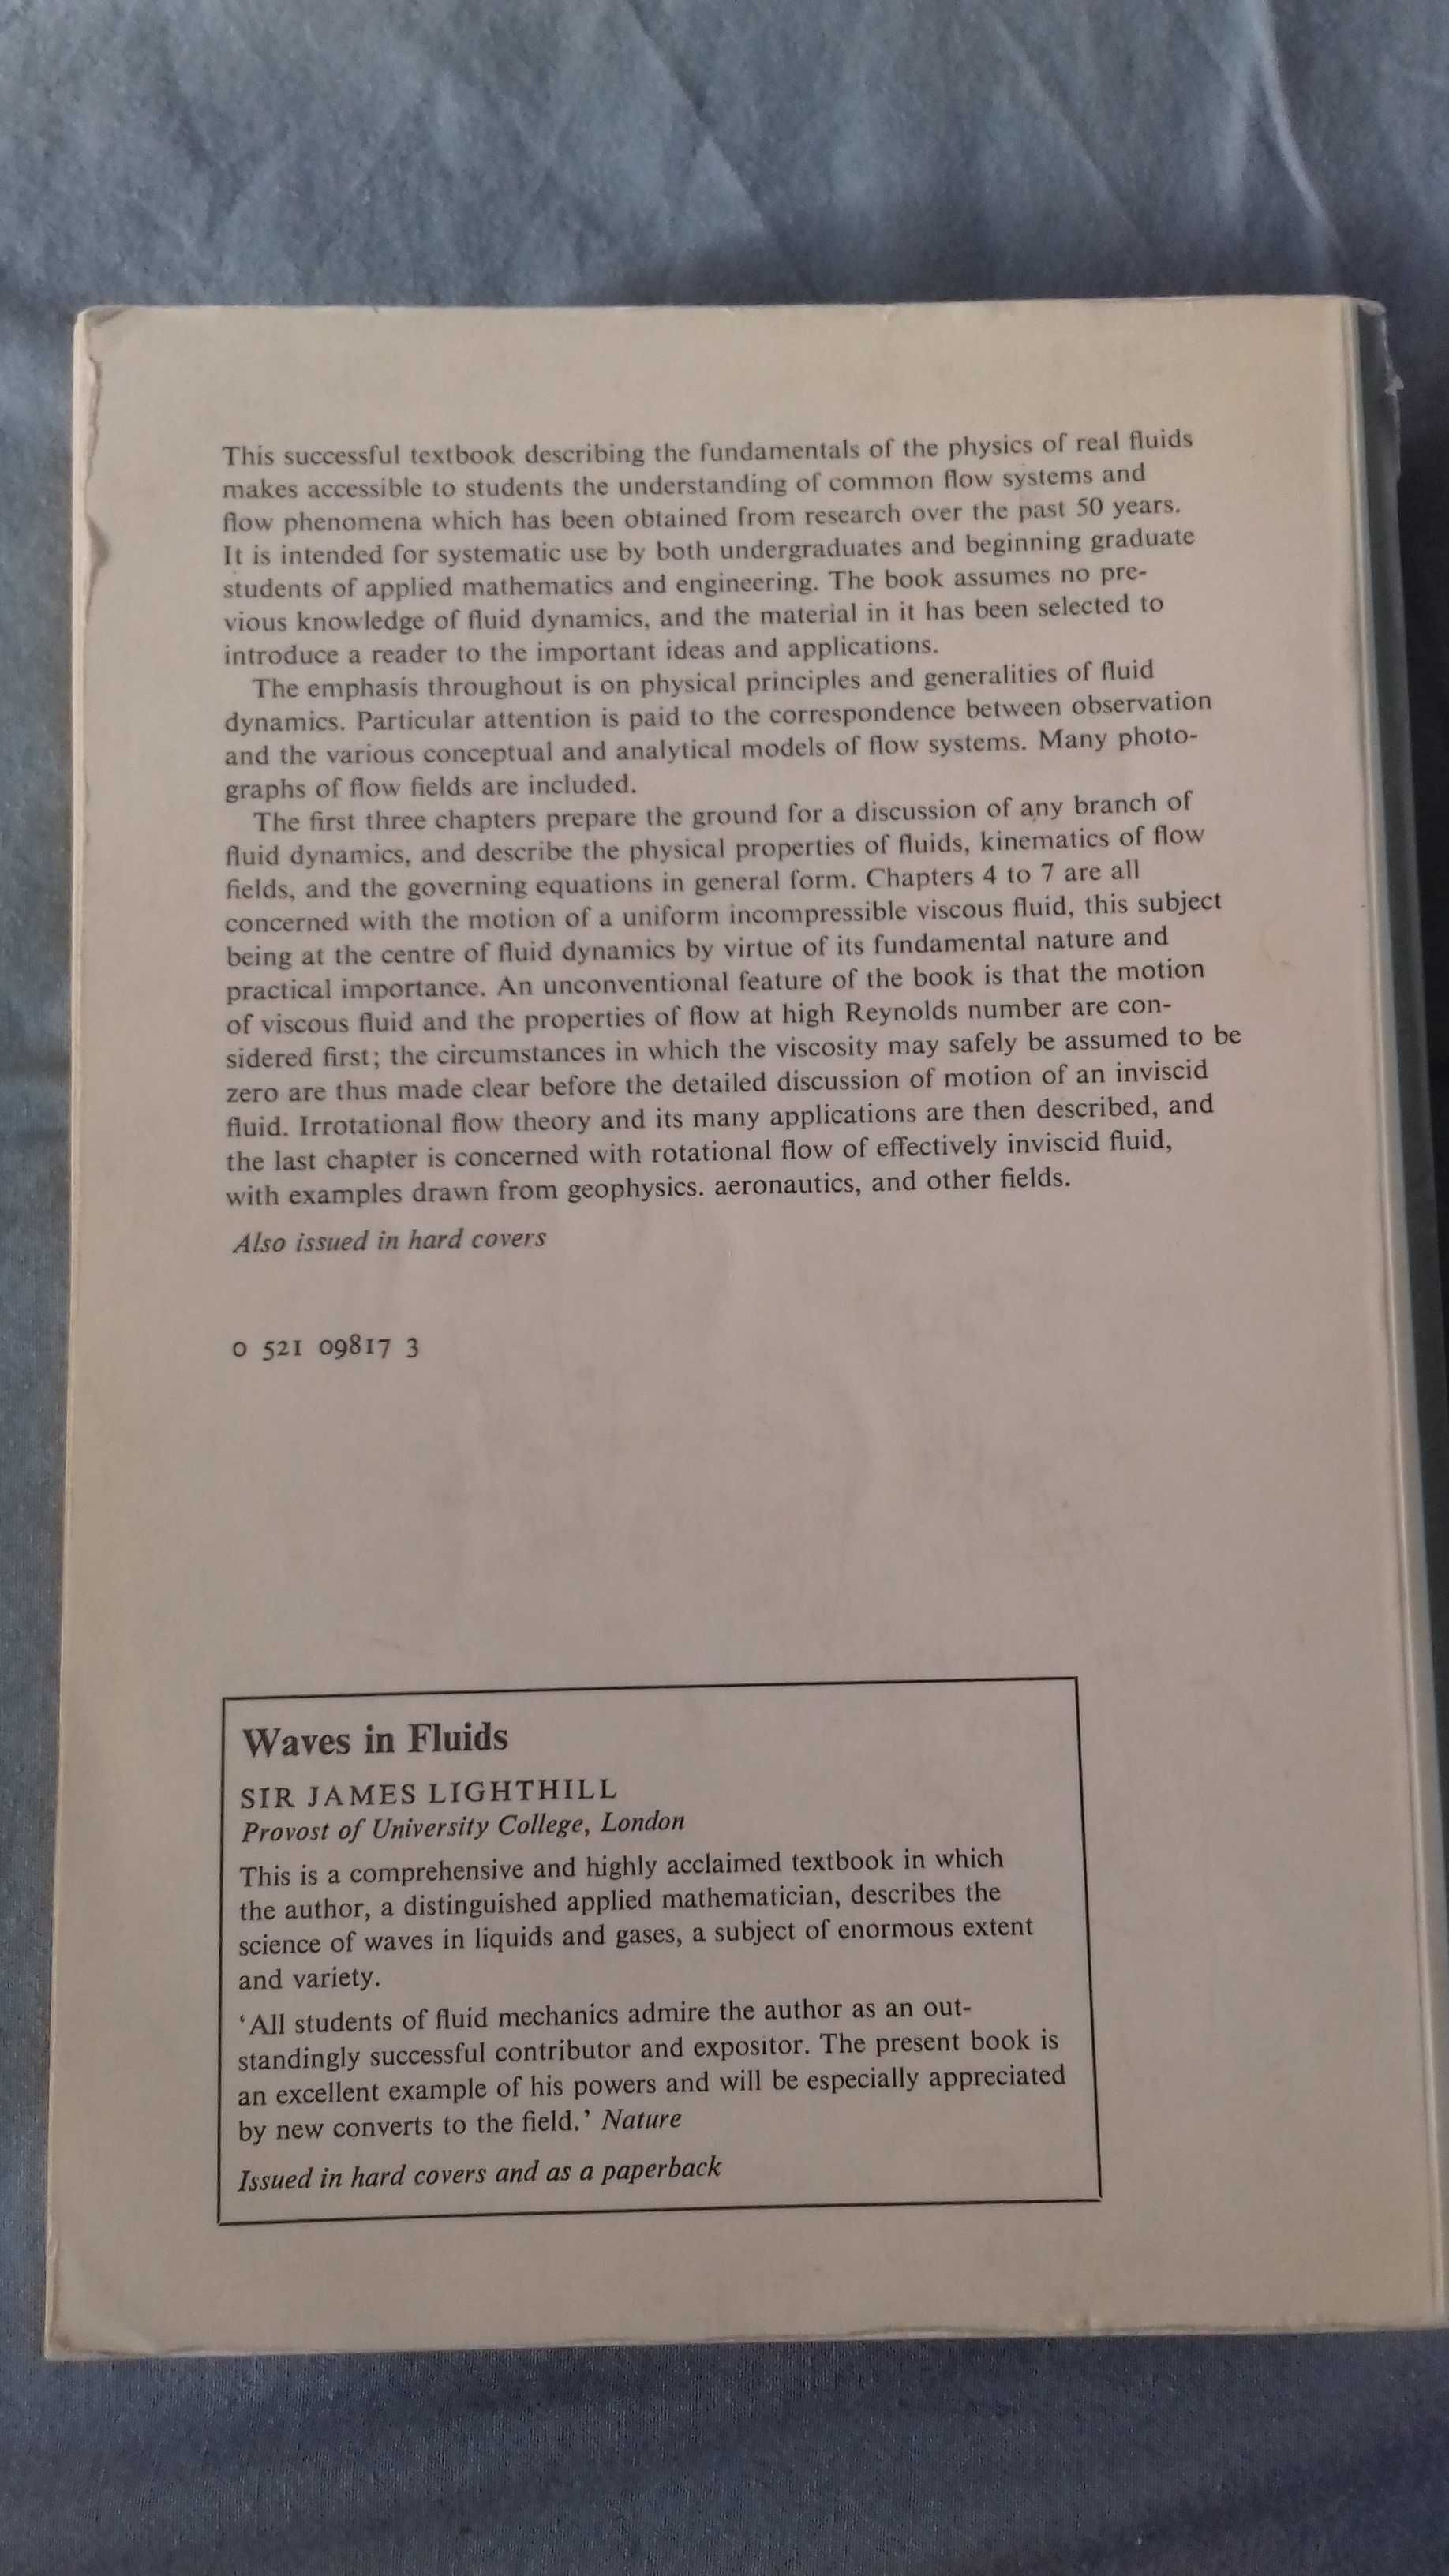 This successful textbook describing the fundamentals of the physics of real fluids
makes accessible to students the understanding of common flow systems and
flow phenomena which has been obtained from research over the past 50 years.
It is intended for systematic use by both undergraduates and beginning graduate
students of applied mathematics and engineering. The book assumes no pre-
vious knowledge of fluid dynamics, and the material in it has been selected to
introduce a reader to the important ideas and applications.
The emphasis throughout is on physical principles and generalities of fluid
dynamics. Particular attention is paid to the correspondence between observation
and the various conceptual and analytical models of flow systems. Many photo-
graphs of flow fields are included.
The first three chapters prepare the ground for a discussion of any branch of
fluid dynamics, and describe the physical properties of fluids, kinematics of flow
fields, and the governing equations in general form. Chapters 4 to 7 are all
concerned with the motion of a uniform incompressible viscous fluid, this subject
being at the centre of fluid dynamics by virtue of its fundamental nature and
practical importance. An unconventional feature of the book is that the motion
of viscous fluid and the properties of flow at high Reynolds number are con-
sidered first; the circumstances in which the viscosity may safely be assumed to be
zero are thus made clear before the detailed discussion of motion of an inviscid
fluid. Irrotational flow theory and its many applications are then described, and
the last chapter is concerned with rotational flow of effectively inviscid fluid,
with examples drawn from geophysics. aeronautics, and other fields.
Also issued in hard covers
0 521 09817 3
Waves in Fluids
SIR JAMES LIGHTHILL
Provost of University College, London
This is a comprehensive and highly acclaimed textbook in which
the author, a distinguished applied mathematician, describes the
science of waves in liquids and gases, a subject of enormous extent
and variety.
‘All students of fluid mechanics admire the author as an out-
standingly successful contributor and expositor. The present book is
an excellent example of his powers and will be especially appreciated
by new converts to the field.’ Nature
Issued in hard covers and as a paperback